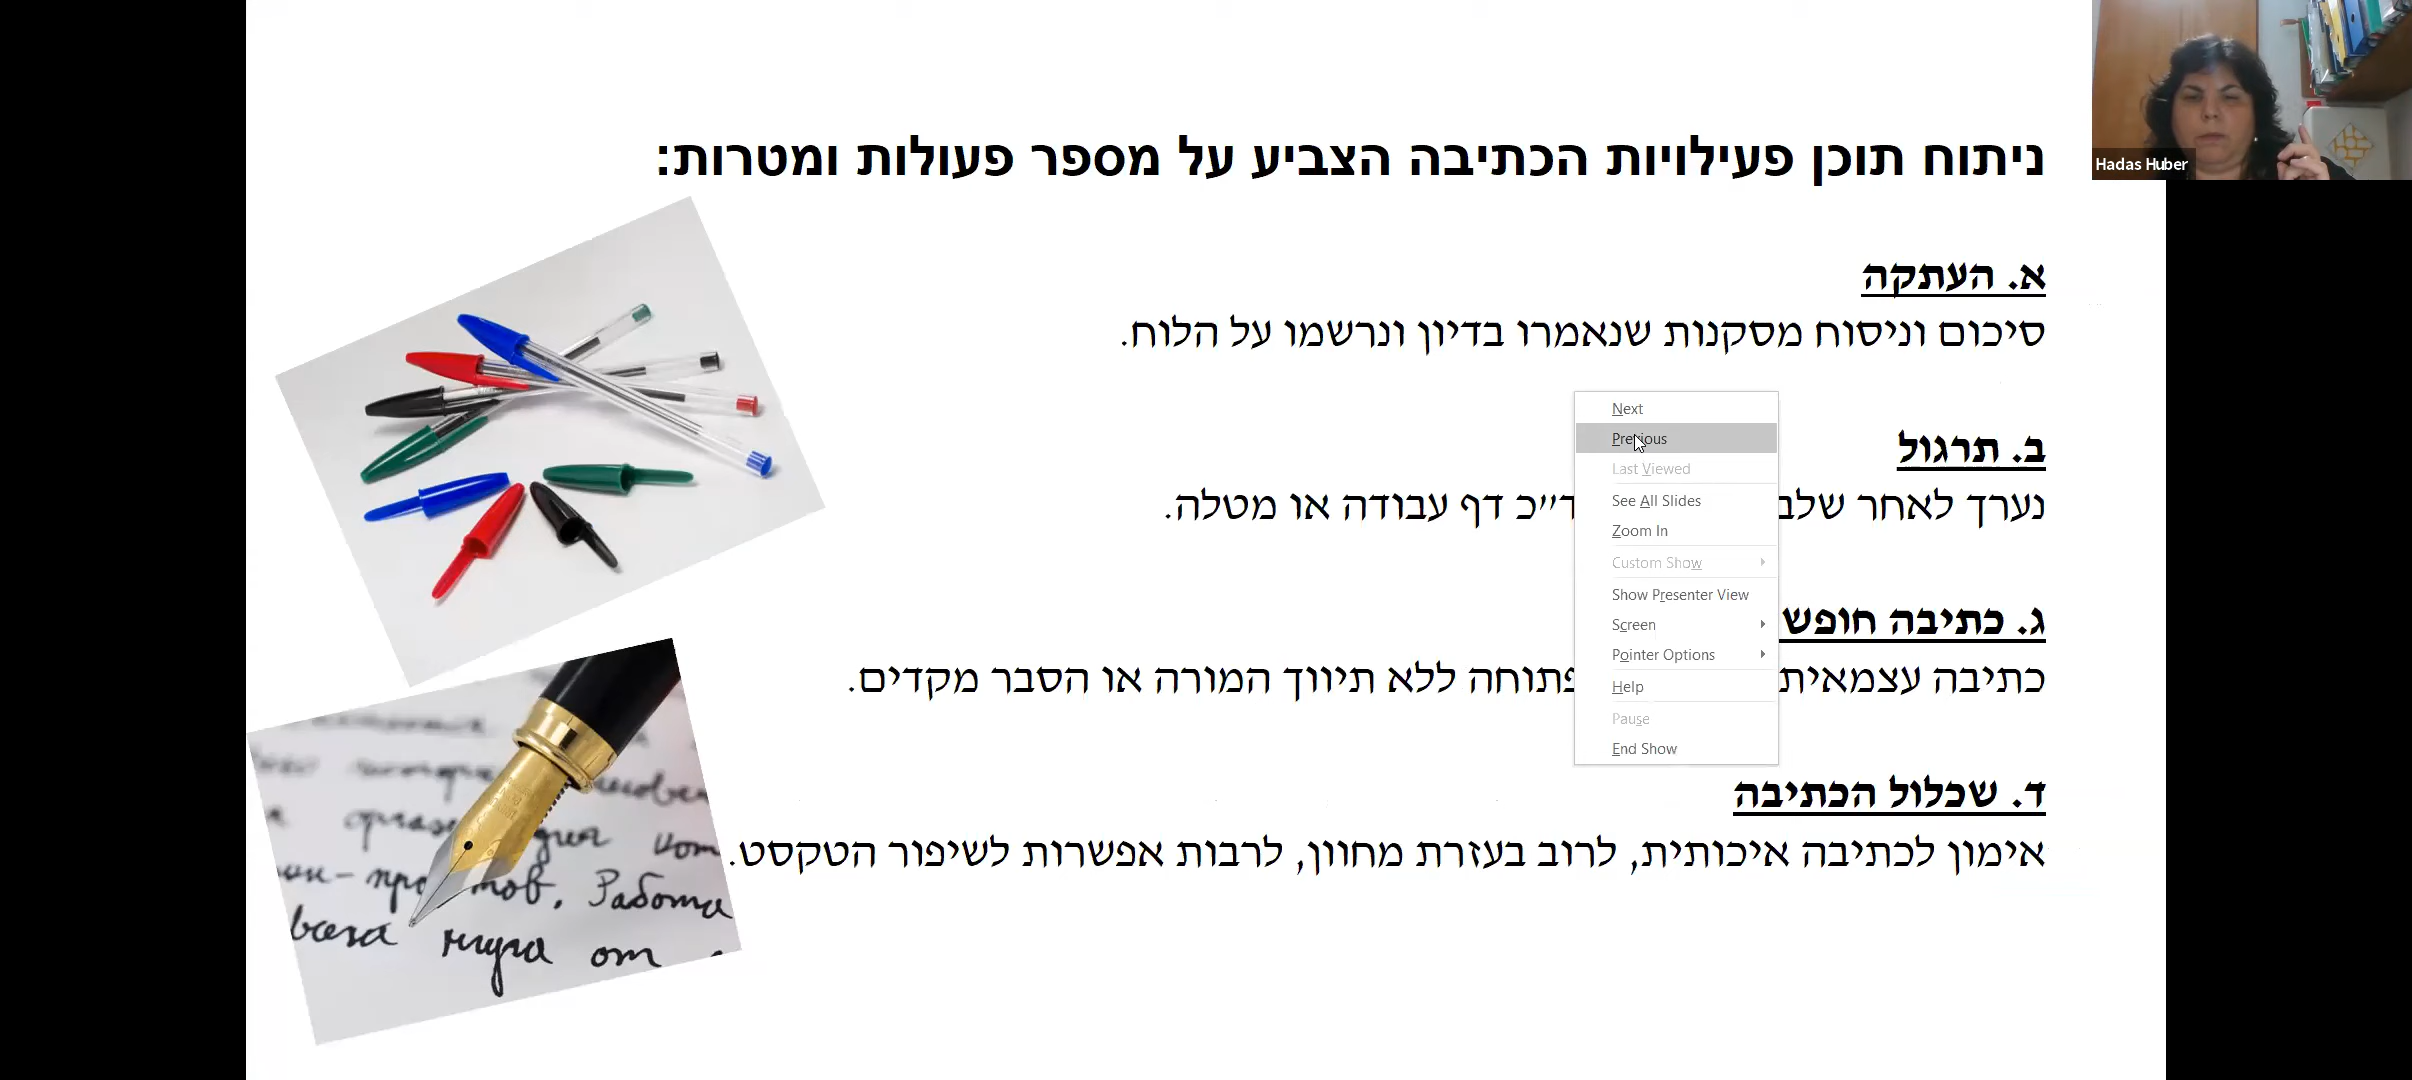 ניתוח תוכן פעילויות הכתיבה הצביע על מספר פעולות ומטרות:
א. העתקה
סיכום וניסוח מסקנות שנאמרו בדיון ונרשמו על הלוח.
ב. תרגול
נערך לאחר שלב ד״כ דף עבודה או מטלה.
ג. כתיבה חופש
כתיבה עצמאית פתוחה ללא תיווך המורה או הסבר מקדים.
ד. שכלול הכתיבה
אימון לכתיבה איכותית, לרוב בעזרת מחוון, לרבות אפשרות לשיפור הטקסט.
Next
Previous
Last Viewed
See All Slides
Zoom In
Custom Show
Show Presenter View
Screen
Pointer Options
Help
Pause
End Show
Hadas Huber
Работа
от